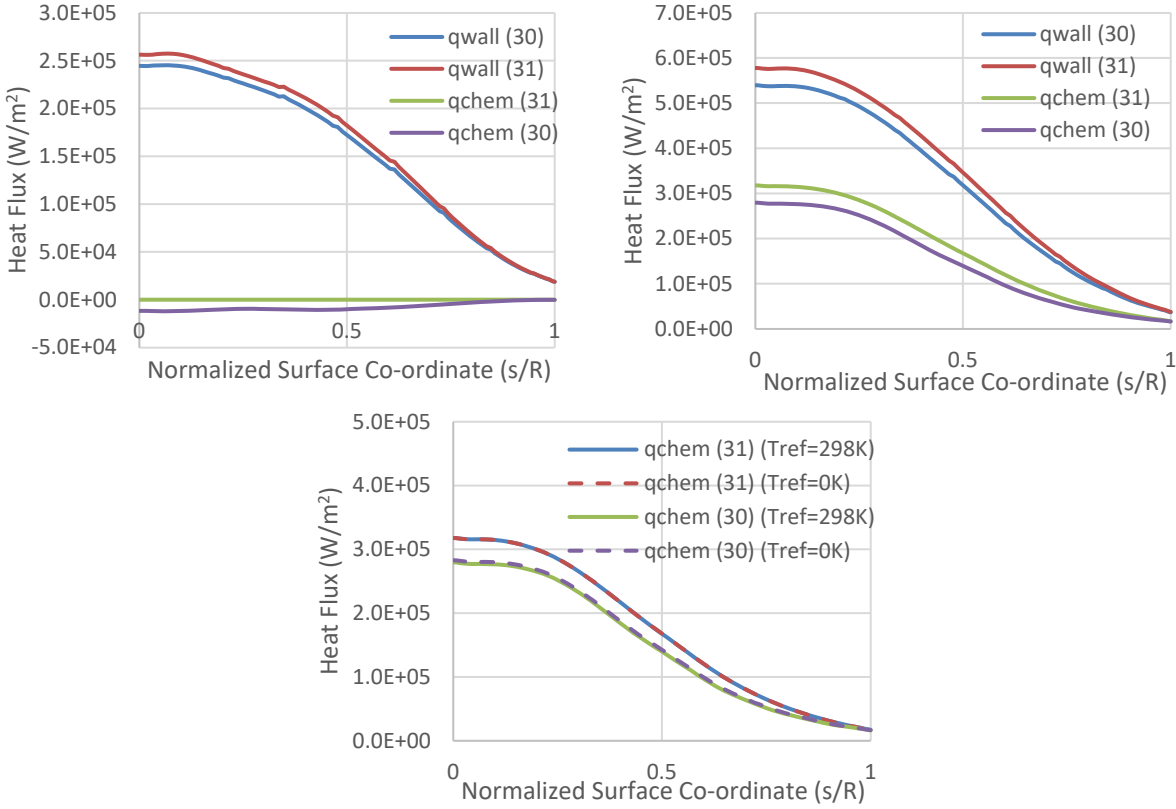 3.0E+05
2.5E+05
2.0E+05
1.5E+05
1.0E+05
5.0E+04
0.0E+00
-5.0E+04
Heat Flux (W/m²)
qwall (30)
qwall (31)
qchem (31)
qchem (30)
0 0.5 1
Normalized Surface Co-ordinate (s/R)
7.0E+05
6.0E+05
5.0E+05
4.0E+05
3.0E+05
2.0E+05
1.0E+05
0.0E+00
Heat Flux (W/m²)
qwall (30)
qwall (31)
qchem (31)
qchem (30)
0 0.5 1
Normalized Surface Co-ordinate (s/R)
5.0E+05
4.0E+05
3.0E+05
2.0E+05
1.0E+05
0.0E+00
Heat Flux (W/m²)
qchem (31) (Tref=298K)
qchem (31) (Tref=0K)
qchem (30) (Tref=298K)
qchem (30) (Tref=0K)
0 0.5 1
Normalized Surface Co-ordinate (s/R)